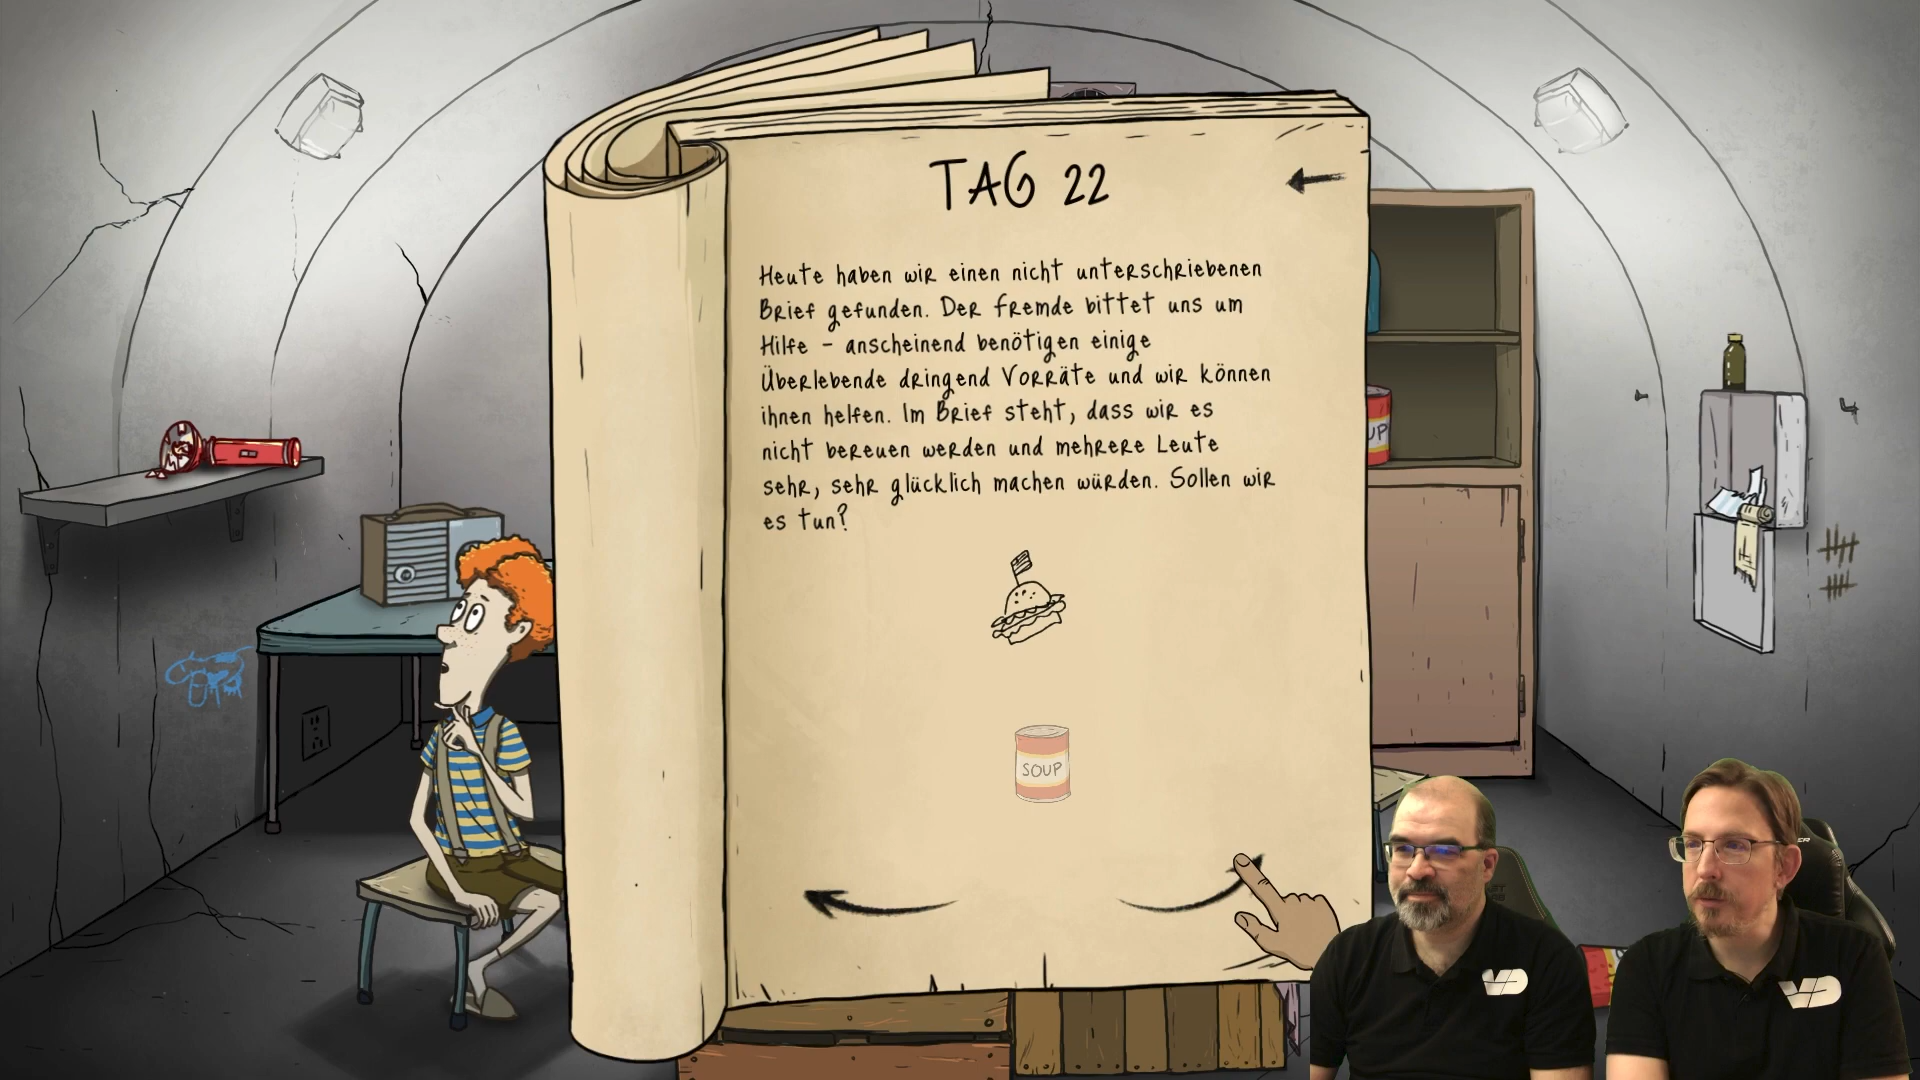 TAG 22
Heute haben wir einen nicht unterschriebenen
Brief gefunden. Der Fremde bittet uns um
Hilfe - anscheinend benötigen einige
Überlebende dringend Vorräte und wir können
ihnen helfen. Im Brief steht, dass wir es
nicht bereuen werden und mehrere Leute
sehr, sehr glücklich machen würden. Sollen wir
es tun?
SOUP
UP